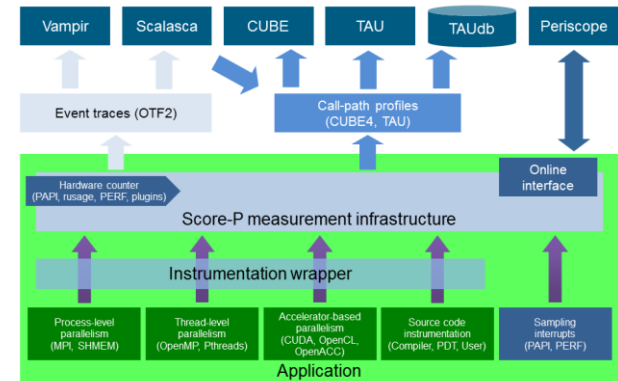 Vampir
Scalasca
CUBE
TAU
TAUdb
Periscope
Event traces (OTF2)
Call-path profiles
(CUBE4, TAU)
Hardware counter
(PAPI, rusage, PERF, plugins)
Online
interface
Score-P measurement infrastructure
Instrumentation wrapper
Process-level
parallelism
(MPI, SHMEM)
Thread-level
parallelism
(OpenMP, Pthreads)
Accelerator-based
parallelism
(CUDA, OpenCL,
OpenACC)
Source code
instrumentation
(Compiler, PDT, User)
Sampling
interrupts
(PAPI, PERF)
Application